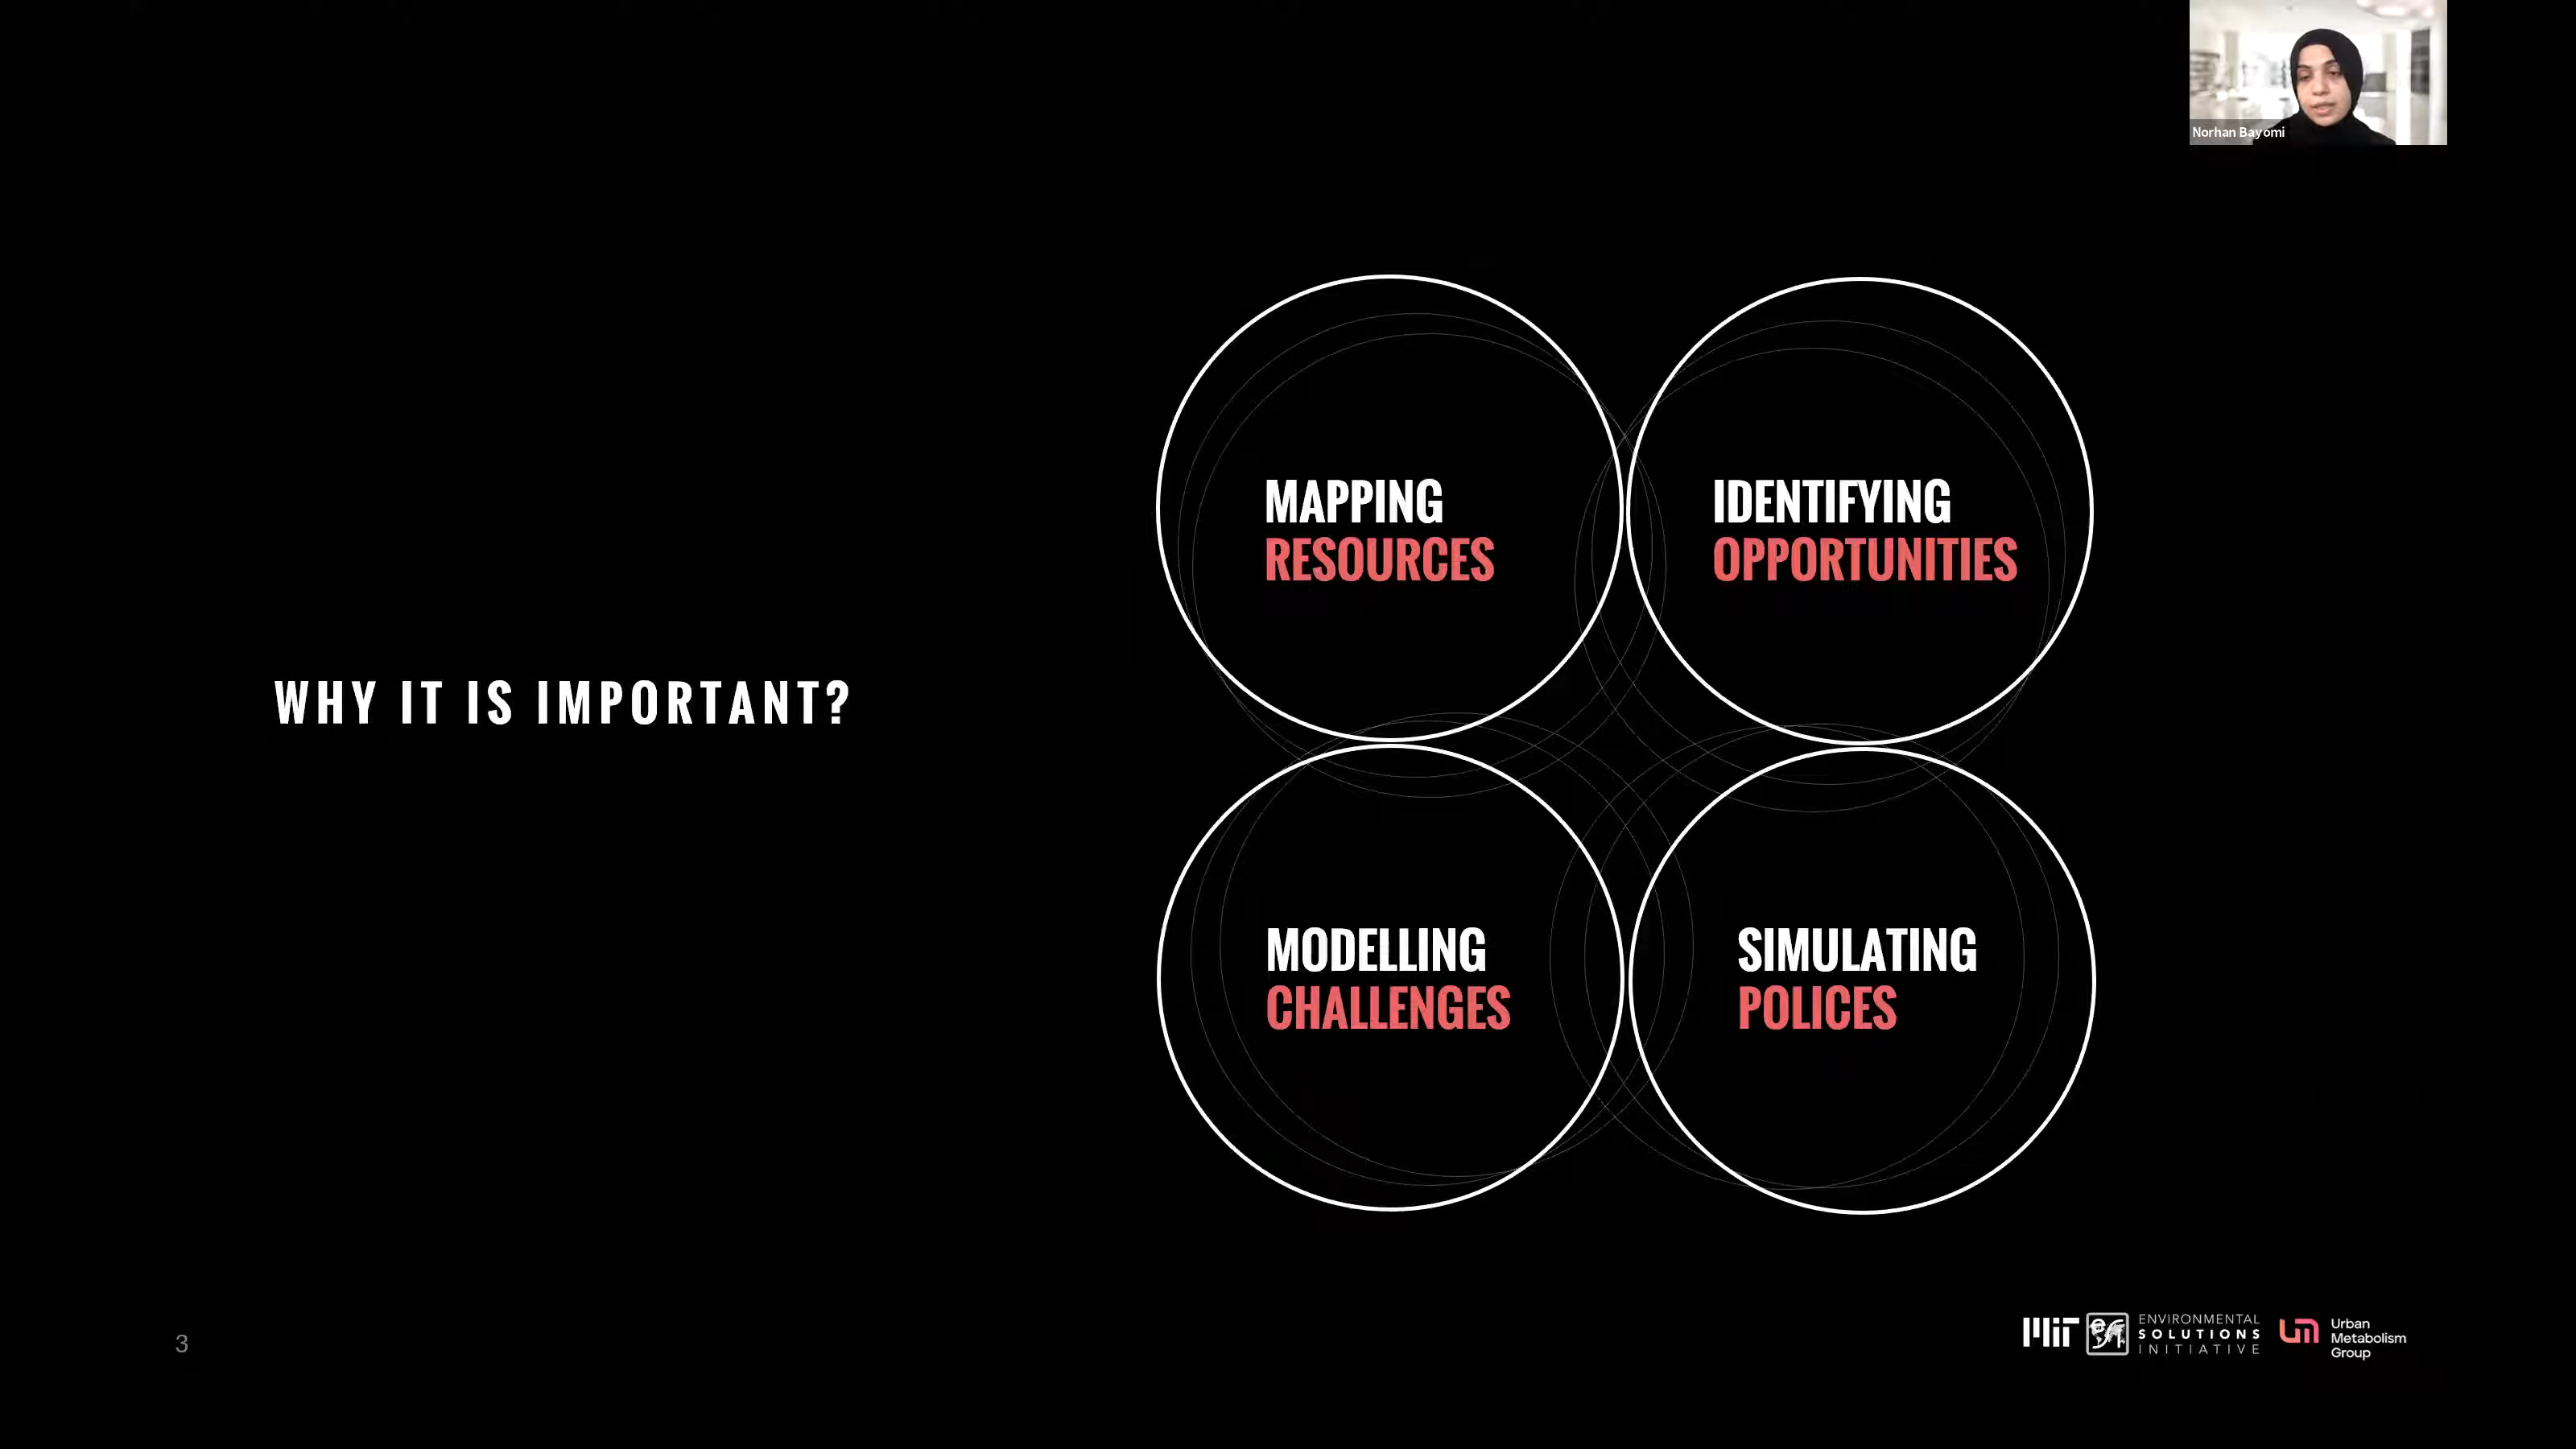 Norhan Bayomi
WHY IT IS IMPORTANT?
MAPPING
RESOURCES
IDENTIFYING
OPPORTUNITIES
MODELLING
CHALLENGES
SIMULATING
POLICES
3
MIT
ENVIRONMENTAL
SOLUTIONS
INITIATIVE
Urban
Metabolism
Group